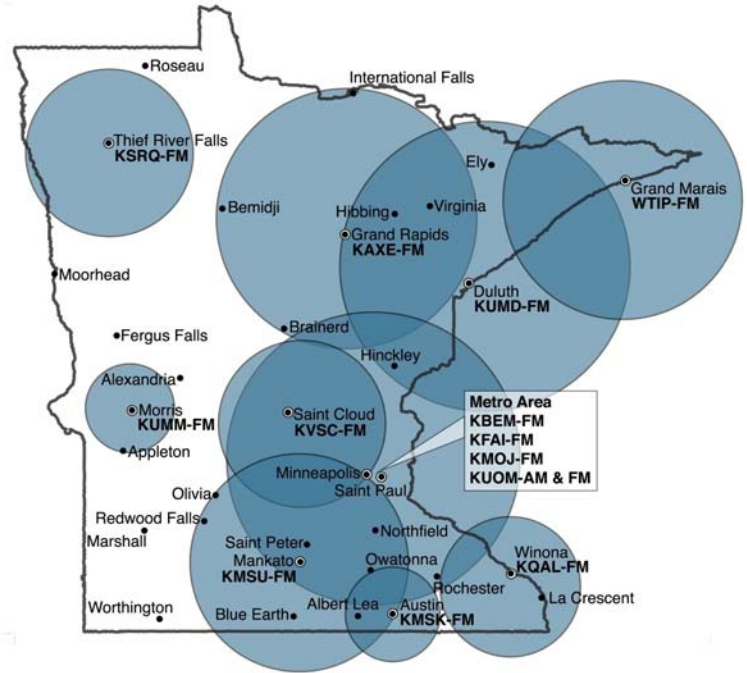 Roseau
International Falls
Thief River Falls
KSRQ-FM
Ely
Grand Marais
WTIP-FM
Bemidji
Hibbing
Virginia
Grand Rapids
KAXE-FM
Moorhead
Duluth
KUMD-FM
Brainerd
Fergus Falls
Hinckley
Alexandria
Morris
KUMM-FM
Saint Cloud
KVSC-FM
Metro Area
KBEM-FM
KFAI-FM
KMOJ-FM
KUOM-AM & FM
Appleton
Minneapolis
Saint Paul
Olivia
Redwood Falls
Marshall
Northfield
Saint Peter
Mankato
KMSU-FM
Owatonna
Winona
KQAL-FM
Rochester
La Crescent
Worthington
Blue Earth
Albert Lea
Austin
KMSK-FM